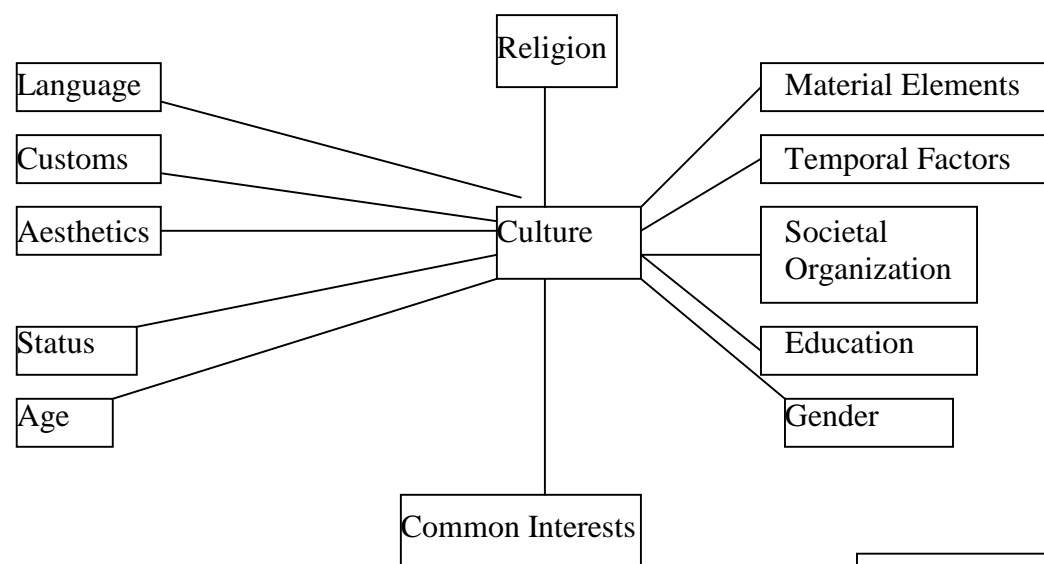 Religion
Language
Material Elements
Customs
Temporal Factors
Aesthetics
Culture
Societal
Organization
Status
Education
Age
Gender
Common Interests